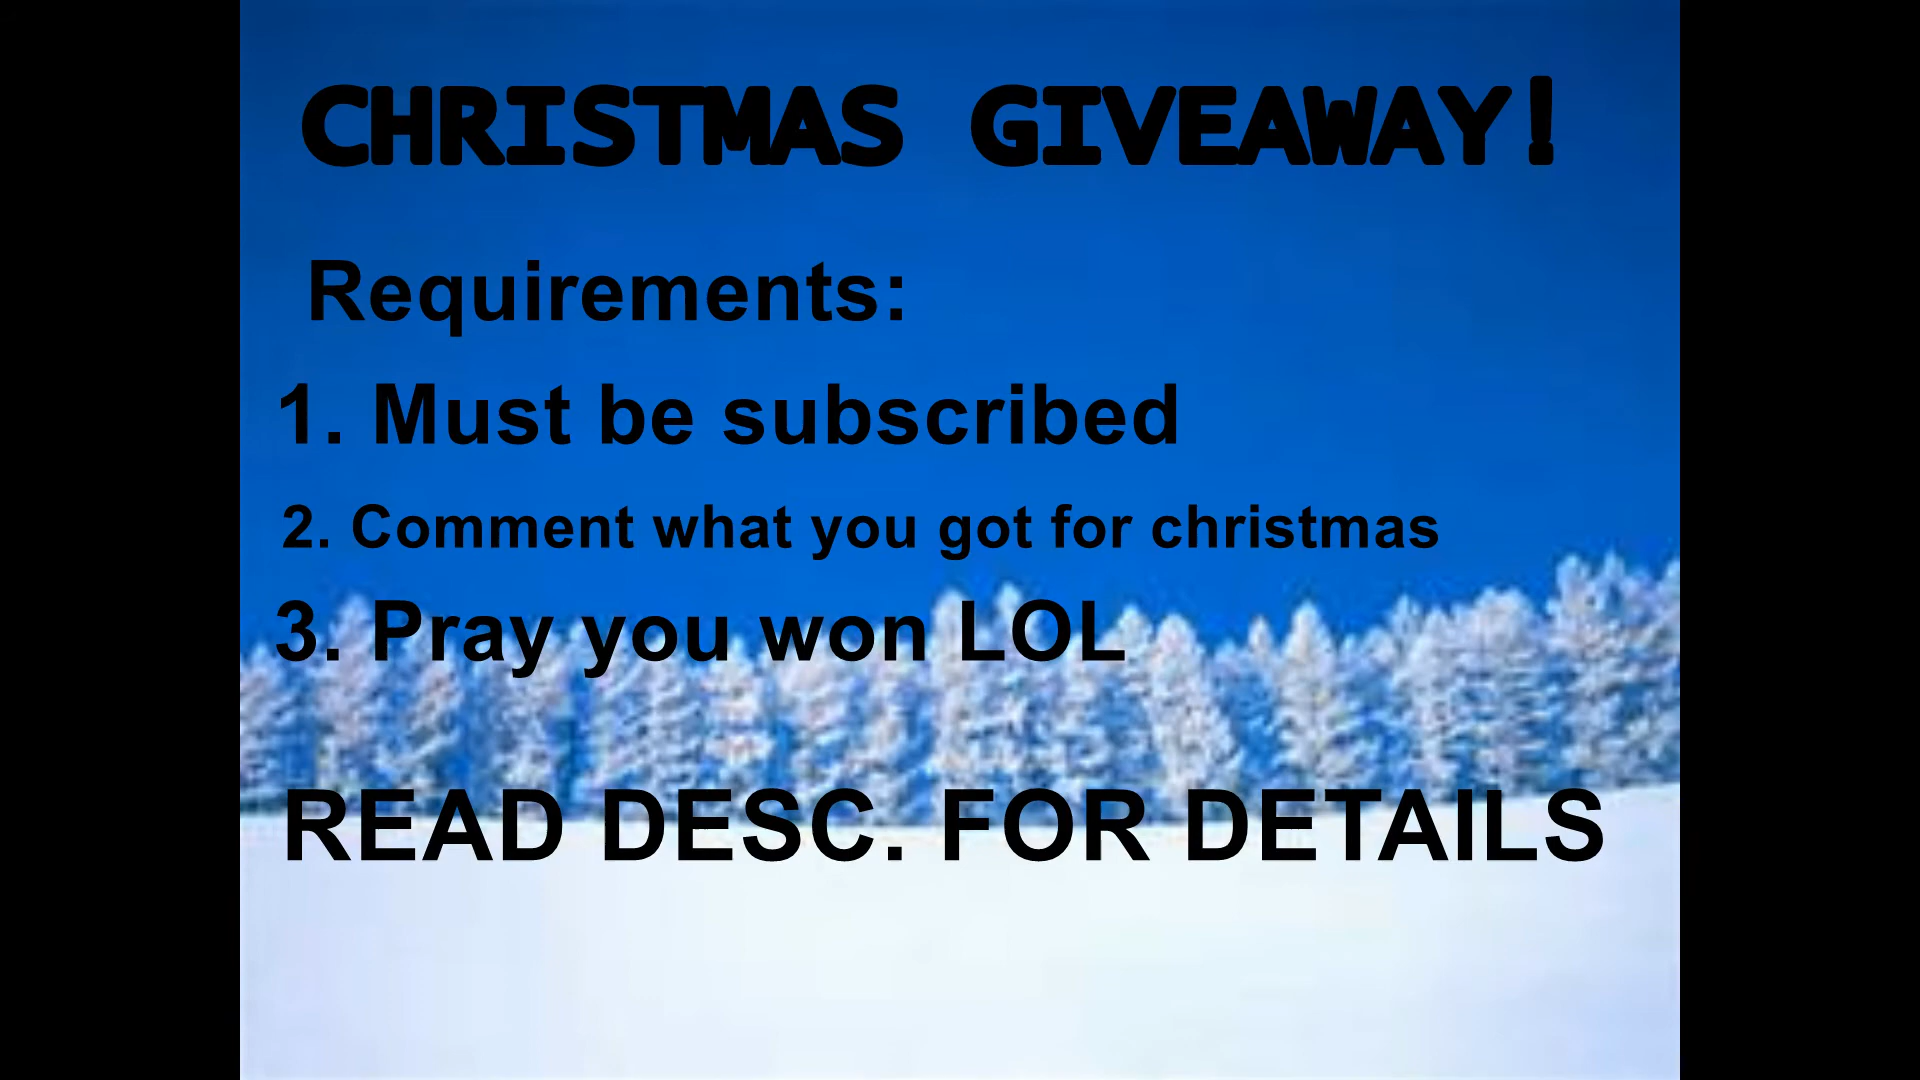 CHRISTMAS GIVEAWAY!
Requirements:
1. Must be subscribed
2. Comment what you got for christmas
3. Pray you won LOL
READ DESC. FOR DETAILS